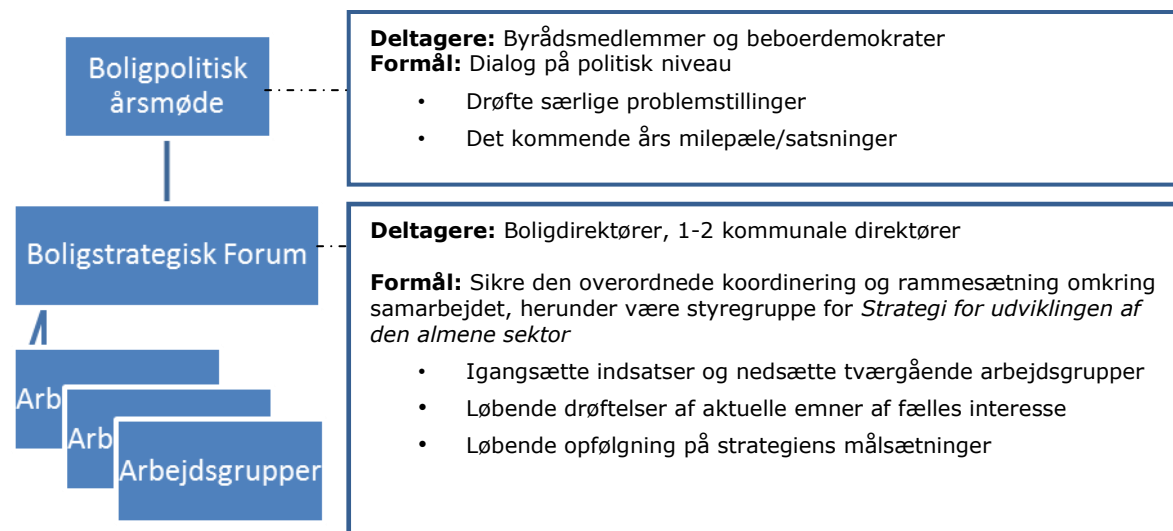 Boligpolitisk
årsmøde
Deltagere: Byrådsmedlemmer og beboerdemokrater
Formål: Dialog på politisk niveau
• Drøfte særlige problemstillinger
• Det kommende års milepæle/satsninger
Boligstrategisk Forum
Deltagere: Boligdirektører, 1-2 kommunale direktører
Formål: Sikre den overordnede koordinering og rammesætning omkring
samarbejdet, herunder være styregruppe for Strategi for udviklingen af
den almene sektor
• Igangsætte indsatser og nedsætte tværgående arbejdsgrupper
• Løbende drøftelser af aktuelle emner af fælles interesse
• Løbende opfølgning på strategiens målsætninger
Arb
Arb
Arbejdsgrupper